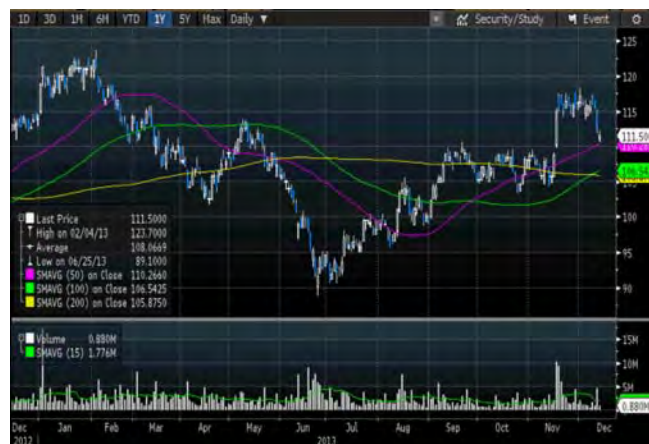 1D 3D 1M 6M YTD 1Y 5Y Max Daily ▼ Security/Study Event
125
120
115
111.500
110.2660
106.542
105
100
95
90
Last Price 111.5000
High on 02/04/13 123.7000
Average 108.0669
Low on 06/25/13 89.1000
SMAVG (50) on Close 110.2660
SMAVG (100) on Close 106.5425
SMAVG (200) on Close 105.8750
Volume 0.880M
SMAVG (15) 1.776M
15M
10M
5M
0.880M
Dec Jan Feb Mar Apr May Jun Jul Aug Sep Oct Nov Dec
2012 2013